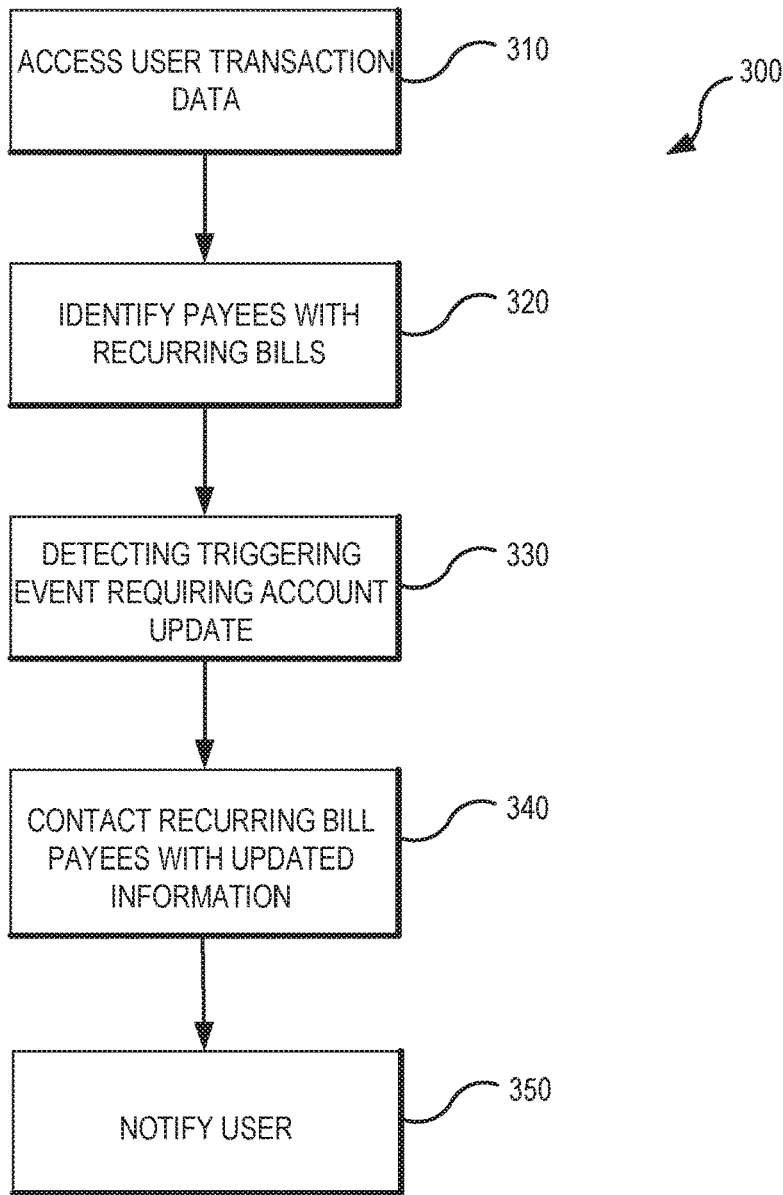 ACCESS USER TRANSACTION
DATA
310
300
IDENTIFY PAYEES WITH
RECURRING BILLS
320
DETECTING TRIGGERING
EVENT REQUIRING ACCOUNT
UPDATE
330
CONTACT RECURRING BILL
PAYEES WITH UPDATED
INFORMATION
340
NOTIFY USER
350